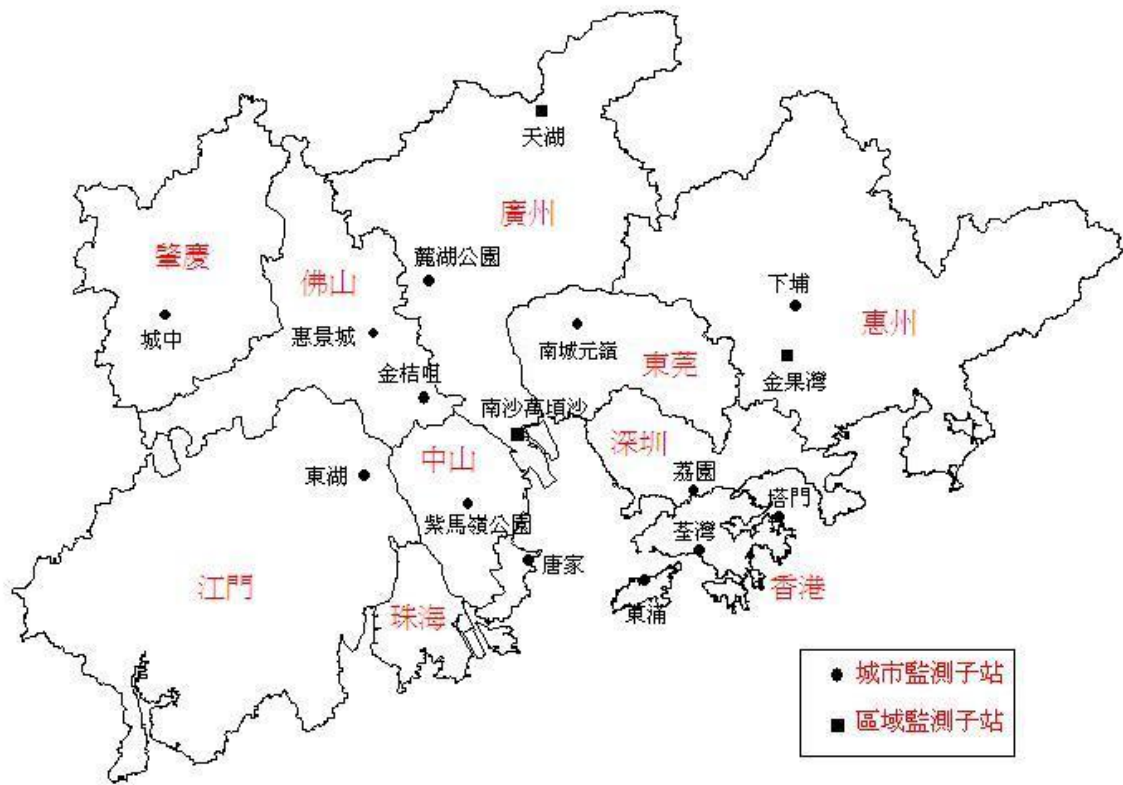 天湖
廣州
肇慶
麓湖公園
佛山
下埔
城中
惠景城
南城元嶺
惠州
東莞
金果灣
金桔咀
南沙萬頃沙
深圳
中山
東湖
荔園
紫馬嶺公園
塔門
荃灣
唐家
江門
香港
東涌
珠海
城市監測子站
區域監測子站